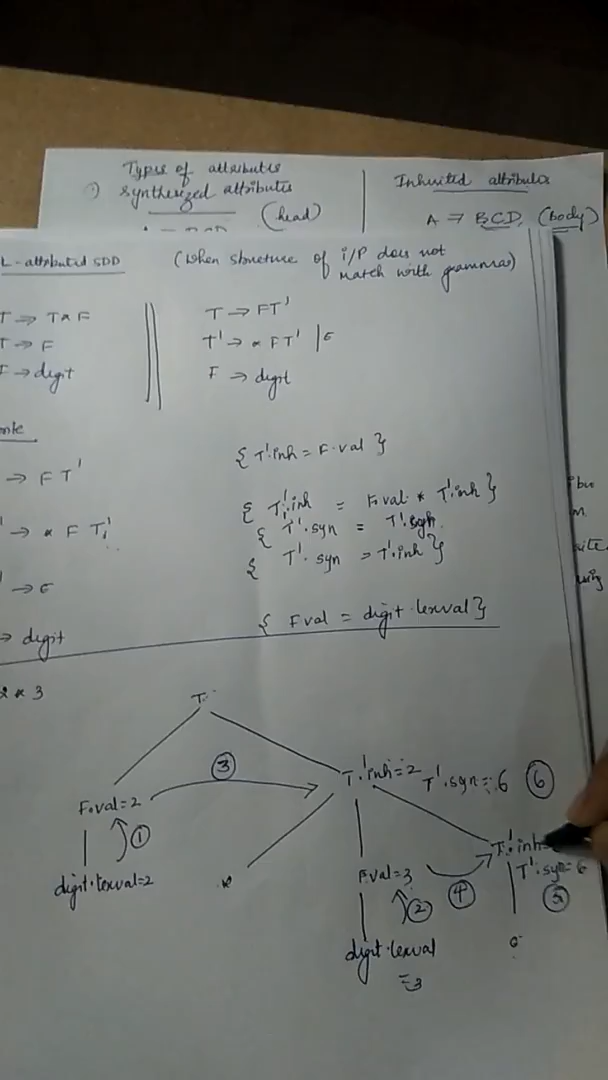 Types of attributes
1) Synthesized attributes
(head)
Inherited attributes
A ⇒ BCD (Body)
L-attributed SDD
(when structure of i/p does not
match with grammar)
T → T * F
T → F
F → digit
T → FT'
T' → * FT' | ϵ
F → digit
→ F T'
{ T'.inh = F.val }
' → * F T₁'
{ T₁'.inh = F.val * T'.inh }
{ T'.syn = T'.syn
' → ϵ
{ T'.syn = T'.inh }
→ digit
{ F.val = digit.lexval }
2 * 3
T
③
T'.inh = 2
T'.syn = 6 ⑥
F.val = 2
①
digit.lexval = 2
*
F.val = 3
④
②
T'.inh =
T'.syn = 6
⑤
digit.lexval
= 3
ϵ